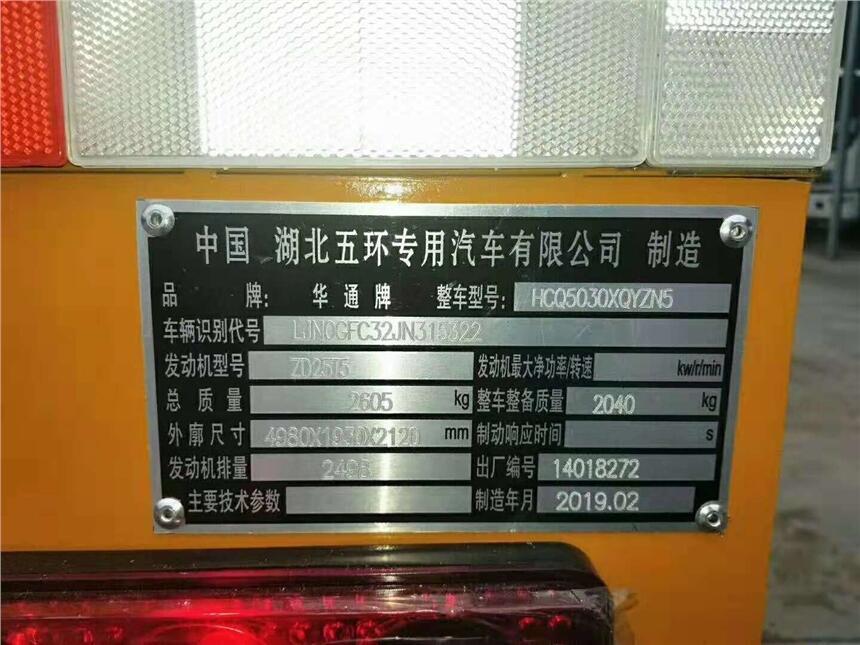 中国 湖北五环专用汽车有限公司 制造
品牌: 华通牌 整车型号: HCQ5030XQYZN5
车辆识别代号
发动机型号 ZD25T5 发动机最大净功率/转速 kw/r/min
总质量 2605 kg 整车整备质量 2040 kg
外廓尺寸 4980X1930X2120 mm 制动响应时间 s
发动机排量 出厂编号 14018272
主要技术参数 制造年月 2019.02